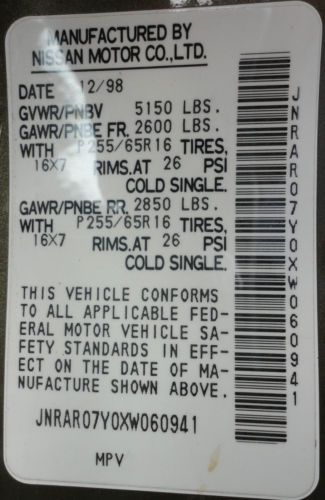 MANUFACTURED BY
NISSAN MOTOR CO.,LTD.
DATE 12/98
GVWR/PNBV 5150 LBS.
GAWR/PNBE FR. 2600 LBS.
WITH P255/65R16 TIRES,
16X7 RIMS.AT 26 PSI
COLD SINGLE.
GAWR/PNBE RR. 2850 LBS.
WITH P255/65R16 TIRES,
16X7 RIMS.AT 26 PSI
COLD SINGLE.
THIS VEHICLE CONFORMS
TO ALL APPLICABLE FED-
ERAL MOTOR VEHICLE SA-
FETY STANDARDS IN EFF-
ECT ON THE DATE OF MA-
NUFACTURE SHOWN ABOVE.
JNRAR07Y0XW060941
MPV
JNRAR07Y0XW060941